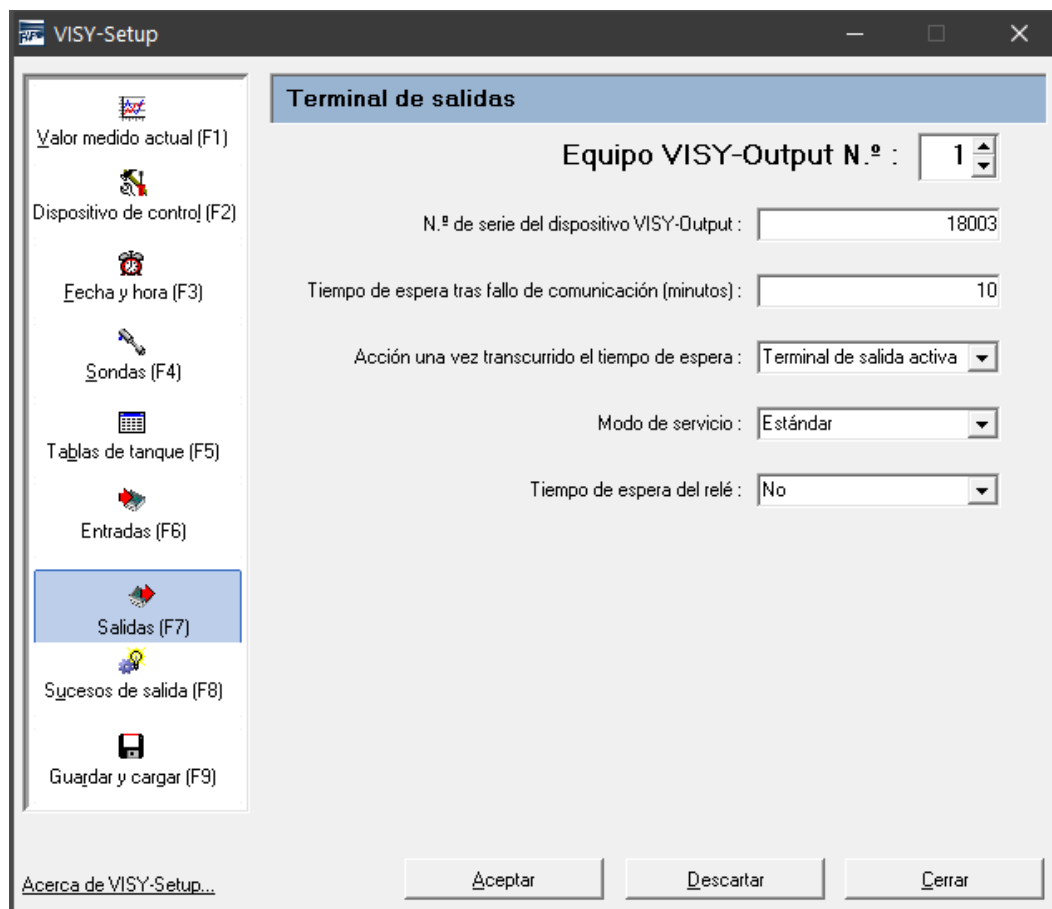 VISY-Setup
Valor medido actual (F1)
Dispositivo de control (F2)
Fecha y hora (F3)
Sondas (F4)
Tablas de tanque (F5)
Entradas (F6)
Salidas (F7)
Sucesos de salida (F8)
Guardar y cargar (F9)
Acerca de VISY-Setup...
Terminal de salidas
Equipo VISY-Output N.º : 1
N.º de serie del dispositivo VISY-Output : 18003
Tiempo de espera tras fallo de comunicación (minutos) : 10
Acción una vez transcurrido el tiempo de espera : Terminal de salida activa
Modo de servicio : Estándar
Tiempo de espera del relé : No
Aceptar Descartar Cerrar